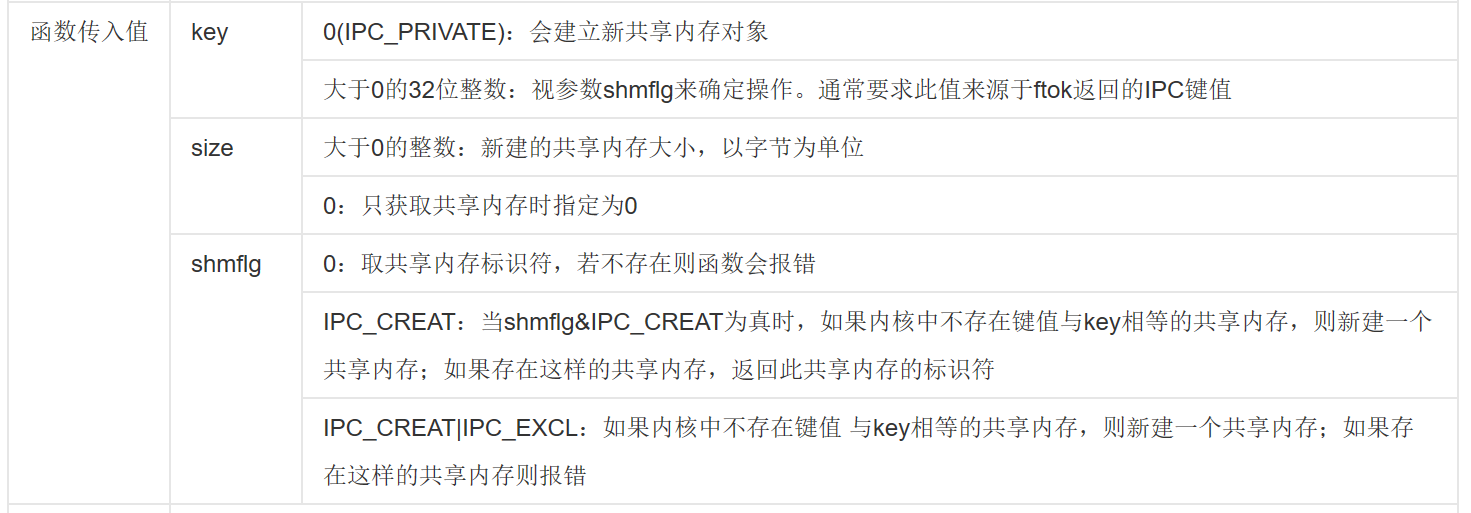 函数传入值
key
0(IPC_PRIVATE)：会建立新共享内存对象
大于0的32位整数：视参数shmflg来确定操作。通常要求此值来源于ftok返回的IPC键值
size
大于0的整数：新建的共享内存大小，以字节为单位
0：只获取共享内存时指定为0
shmflg
0：取共享内存标识符，若不存在则函数会报错
IPC_CREAT：当shmflg&IPC_CREAT为真时，如果内核中不存在键值与key相等的共享内存，则新建一个
共享内存；如果存在这样的共享内存，返回此共享内存的标识符
IPC_CREAT|IPC_EXCL：如果内核中不存在键值 与key相等的共享内存，则新建一个共享内存；如果存
在这样的共享内存则报错